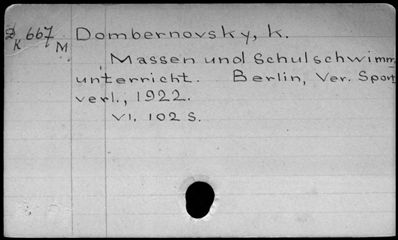 Z 667 Dombernovsky, K.
K M
Massen und Schulschwimm
unterricht. Berlin, Ver. Sport
verl., 1922.
VI. 102 S.